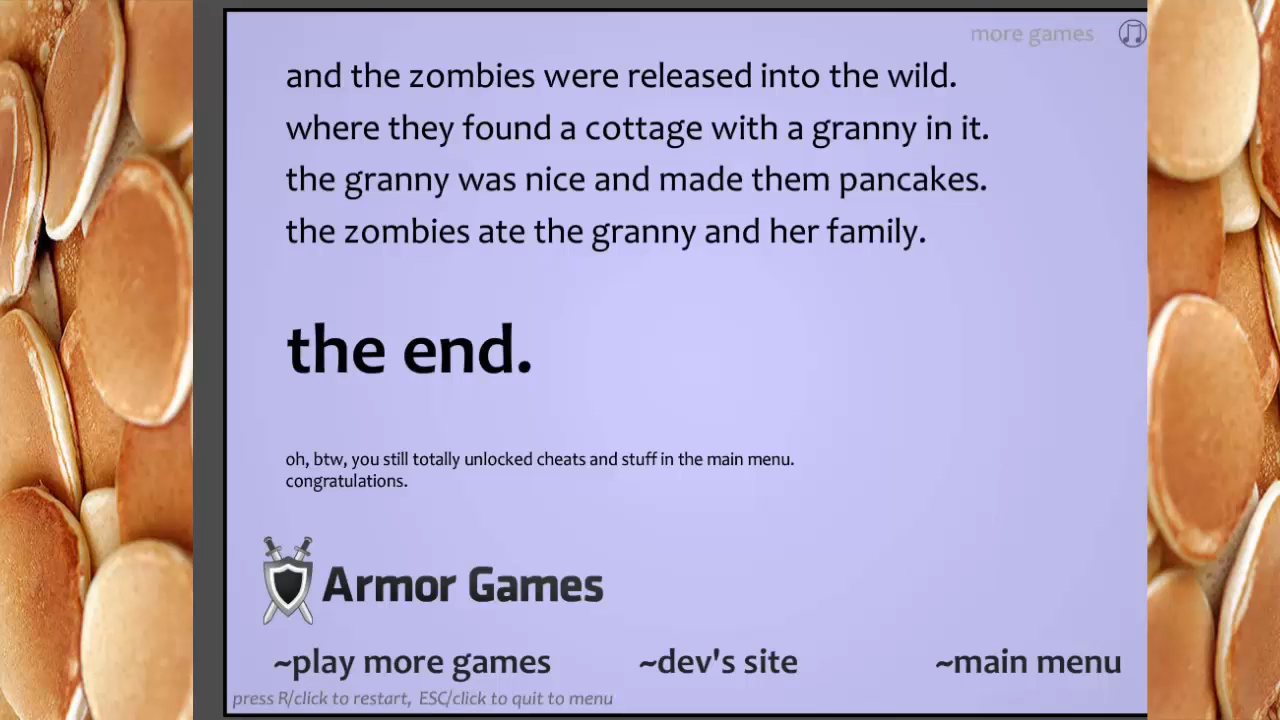 more games
and the zombies were released into the wild.
where they found a cottage with a granny in it.
the granny was nice and made them pancakes.
the zombies ate the granny and her family.
the end.
oh, btw, you still totally unlocked cheats and stuff in the main menu.
congratulations.
Armor Games
~play more games ~dev's site ~main menu
press R/click to restart, ESC/click to quit to menu